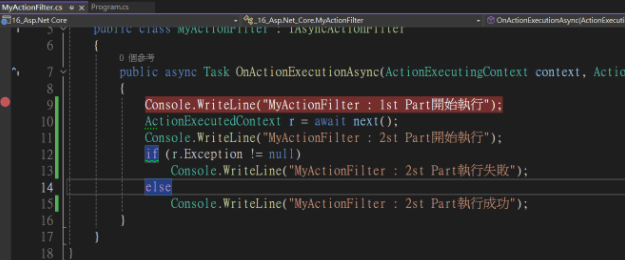 MyActionFilter.cs Program.cs
16_Asp.Net Core _16_Asp.Net_Core.MyActionFilter OnActionExecutionAsync(ActionExecuti
5 public class MyActionFilter : IAsyncActionFilter
6 {
0 個參考
7 public async Task OnActionExecutionAsync(ActionExecutingContext context, Actio
8 {
9 Console.WriteLine("MyActionFilter : 1st Part開始執行");
10 ActionExecutedContext r = await next();
11 Console.WriteLine("MyActionFilter : 2st Part開始執行");
12 if (r.Exception != null)
13 Console.WriteLine("MyActionFilter : 2st Part執行失敗");
14 else
15 Console.WriteLine("MyActionFilter : 2st Part執行成功");
16 }
17 }
18 }